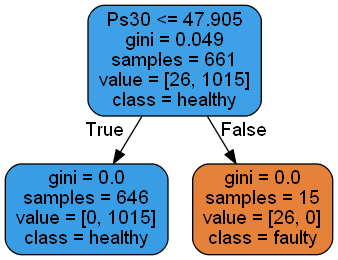 Ps30 <= 47.905
gini = 0.049
samples = 661
value = [26, 1015]
class = healthy
True
False
gini = 0.0
samples = 646
value = [0, 1015]
class = healthy
gini = 0.0
samples = 15
value = [26, 0]
class = faulty